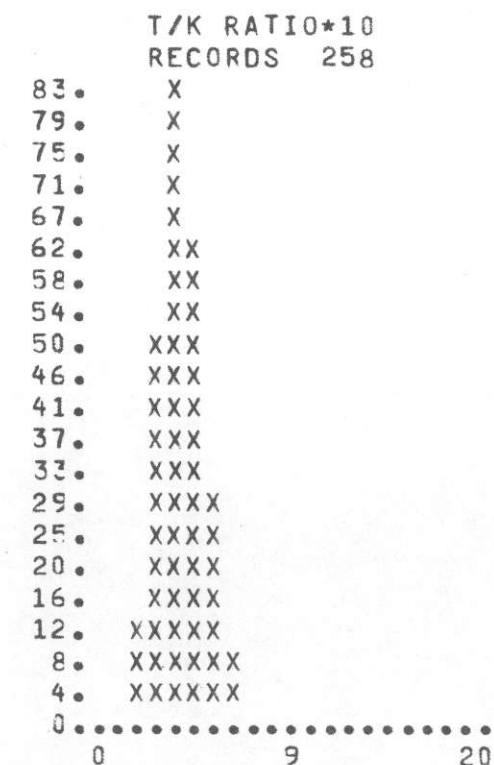 T/K RATIO*10
RECORDS 258
83. X
79. X
75. X
71. X
67. X
62. XX
58. XX
54. XX
50. XXX
46. XXX
41. XXX
37. XXX
33. XXX
29. XXXX
25. XXXX
20. XXXX
16. XXXX
12. XXXXX
8. XXXXXX
4. XXXXXX
0.....................
0 9 20